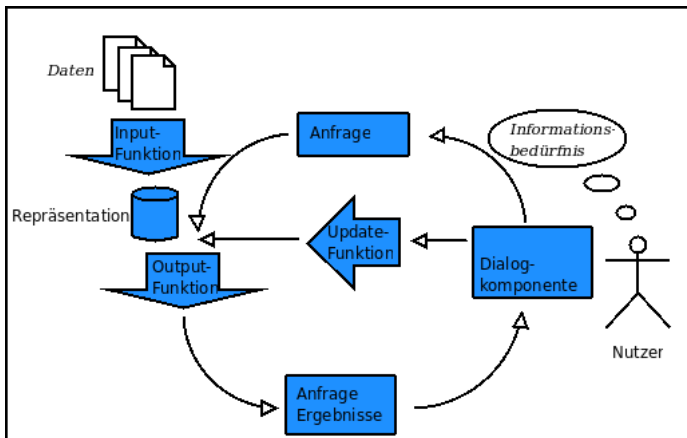 Daten
Input-
Funktion
Repräsentation
Output-
Funktion
Anfrage
Update-
Funktion
Anfrage
Ergebnisse
Dialog-
komponente
Informations-
bedürfnis
Nutzer